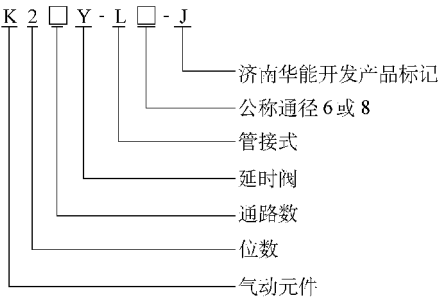 K 2 □ Y - L □ - J
济南华能开发产品标记
公称通径 6 或 8
管接式
延时阀
通路数
位数
气动元件